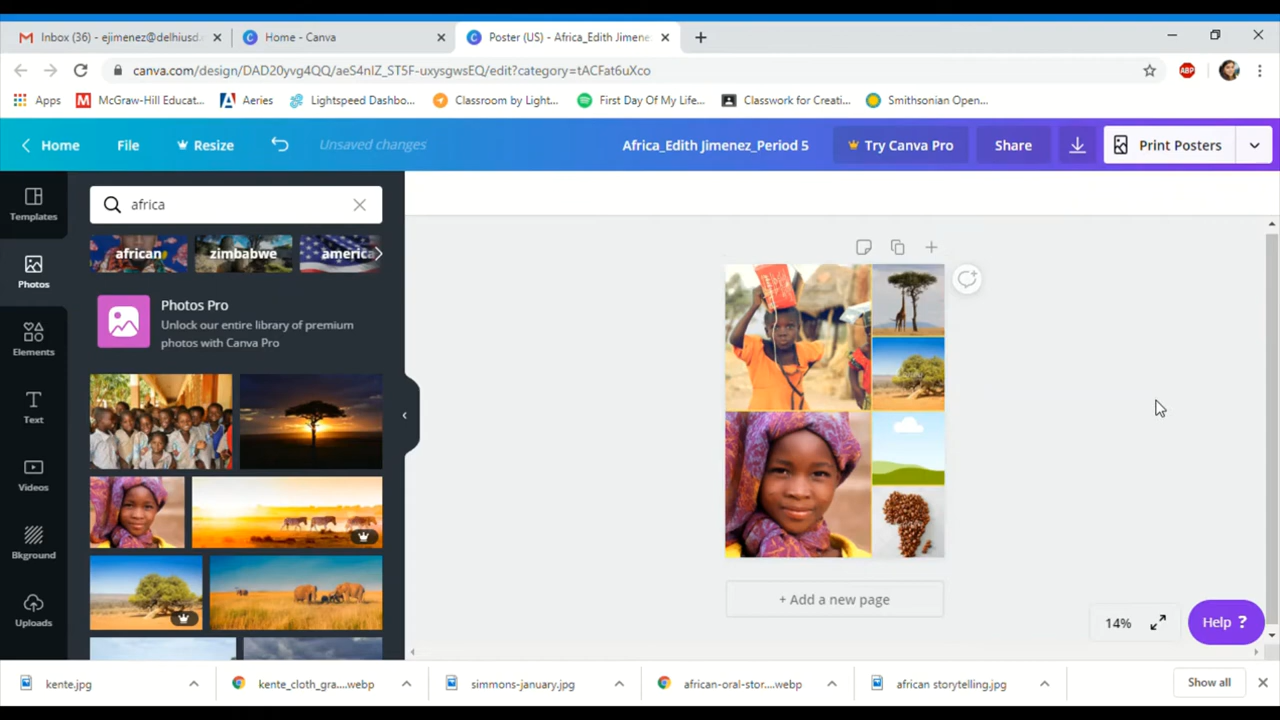 Inbox (36) - ejimenez@delhiusd.c
Home - Canva
Poster (US) - Africa_Edith Jimene
canva.com/design/DAD20yvg4QQ/aeS4nIZ_ST5F-uxysgwsEQ/edit?category=tACFat6uXco
ABP
Apps
McGraw-Hill Educat...
Aeries
Lightspeed Dashbo...
Classroom by Light...
First Day Of My Life...
Classwork for Creati...
Smithsonian Open...
Home
File
Resize
Unsaved changes
Africa_Edith Jimenez_Period 5
Try Canva Pro
Share
Print Posters
Templates
Photos
Elements
Text
Videos
Bkground
Uploads
africa
african
zimbabwe
america
Photos Pro
Unlock our entire library of premium
photos with Canva Pro
+ Add a new page
14%
Help ?
kente.jpg
kente_cloth_gra....webp
simmons-january.jpg
african-oral-stor....webp
african storytelling.jpg
Show all